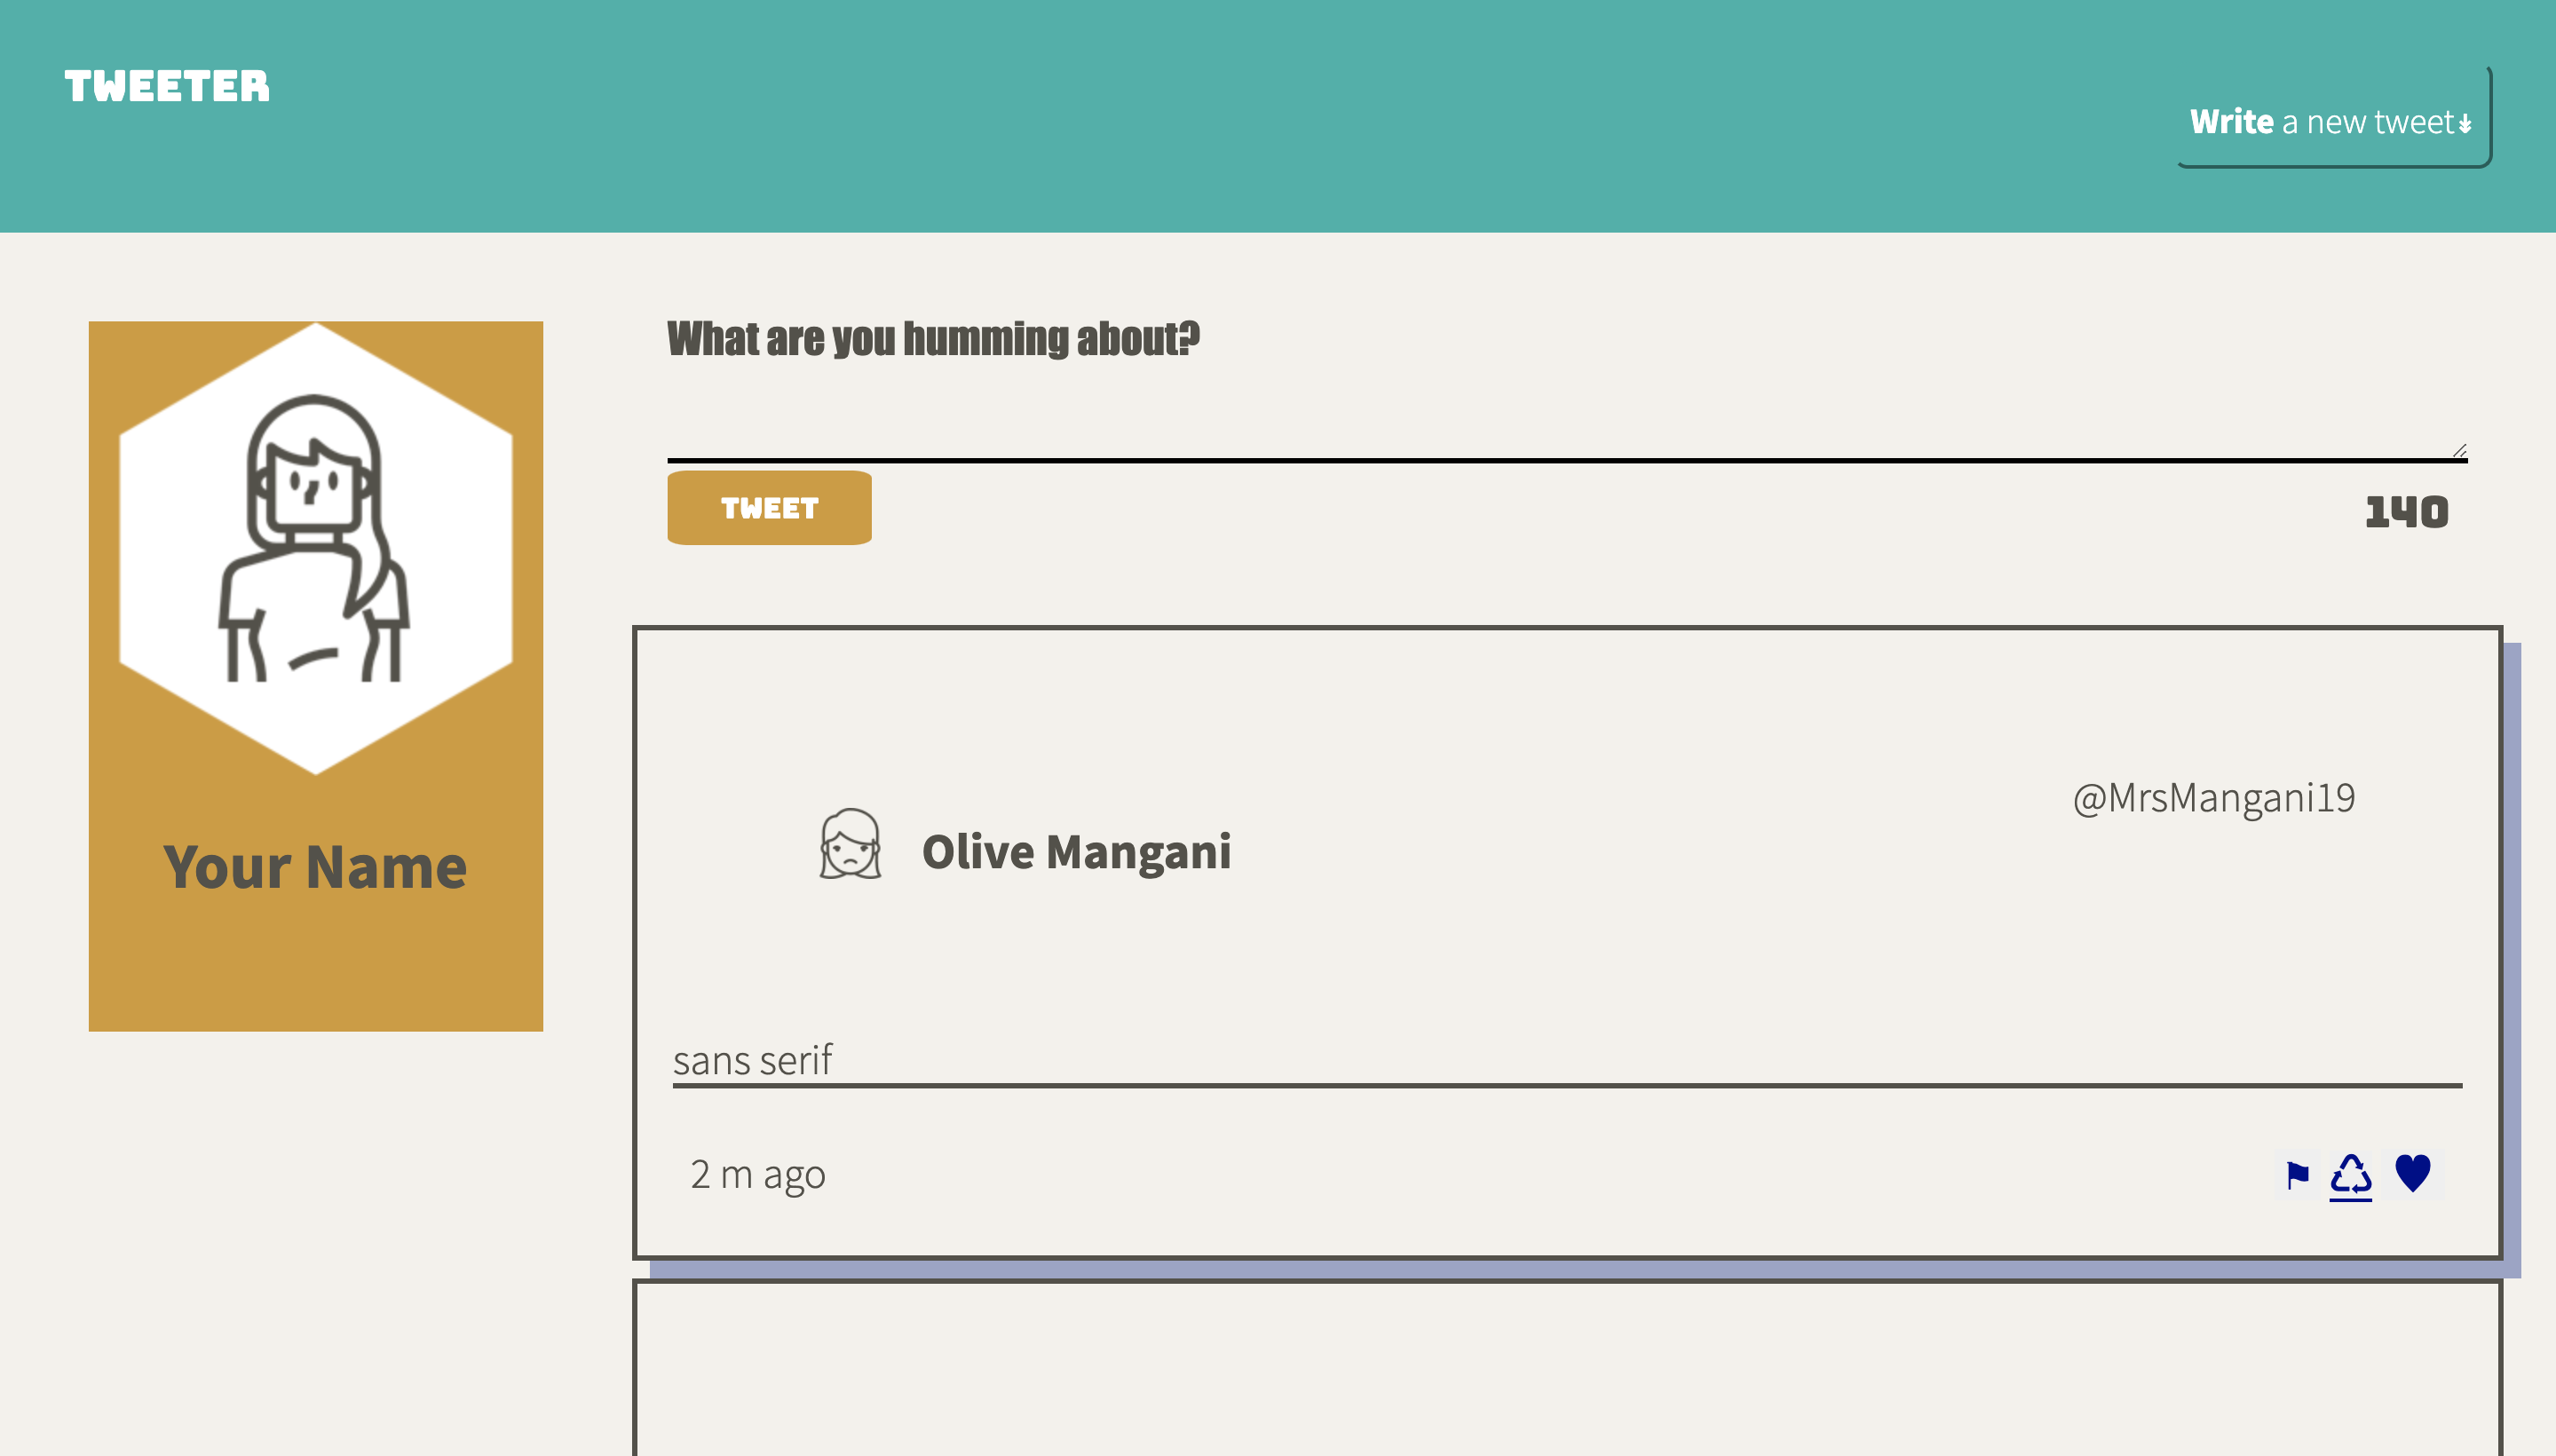 TWEETER
Write a new tweet
What are you humming about?
TWEET
140
Your Name
Olive Mangani
@MrsMangani19
sans serif
2 m ago